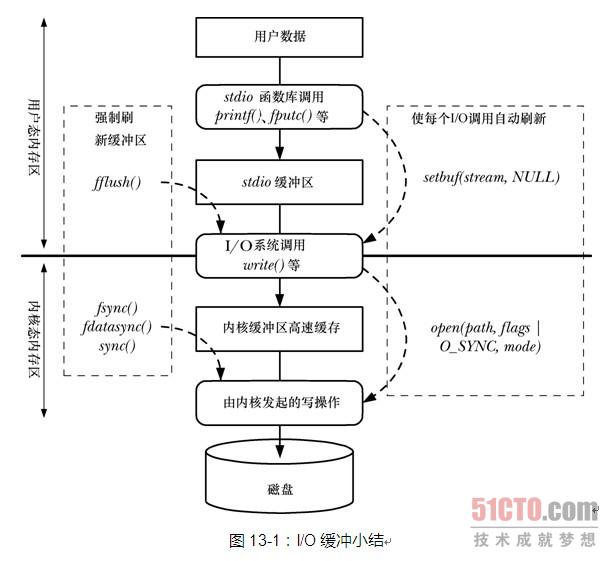 用户数据
用户态内存区
stdio 函数库调用
printf()、fputc() 等
强制刷
新缓冲区
使每个I/O调用自动刷新
fflush()
stdio 缓冲区
setbuf(stream, NULL)
I/O系统调用
write() 等
内核态内存区
fsync()
fdatasync()
sync()
内核缓冲区高速缓存
open(path, flags |
O_SYNC, mode)
由内核发起的写操作
磁盘
51CTO.com
技术成就梦想
图 13-1：I/O 缓冲小结